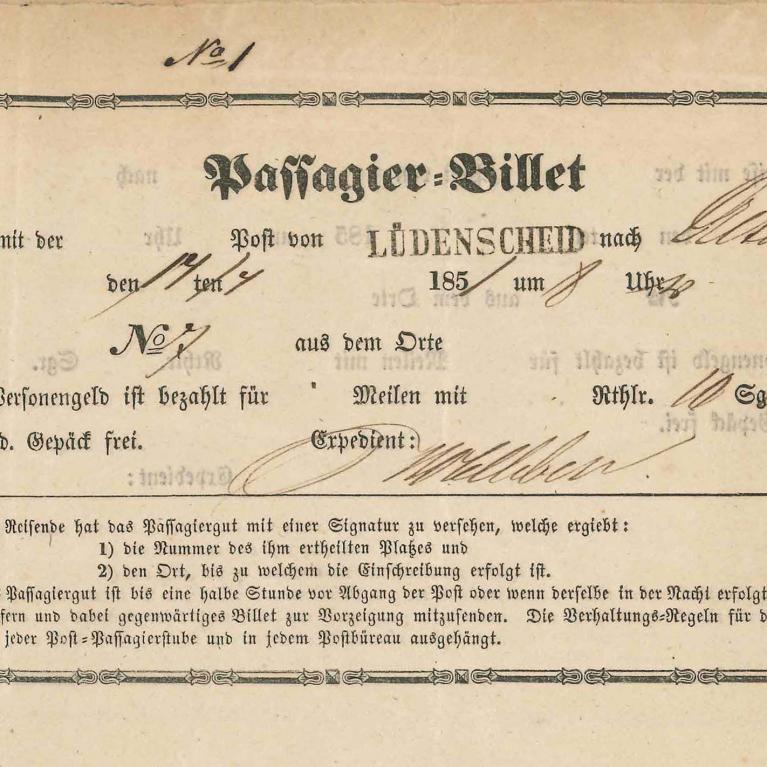 No 1
Passagier-Billet
mit der Post von LÜDENSCHEID nach
den ten 1851 um 8 Uhr
No 7 aus dem Orte
Personengeld ist bezahlt für Meilen mit Rthlr. 10 Sg
d. Gepäck frei. Expedient:
Reisende hat das Passagiergut mit einer Signatur zu versehen, welche ergiebt:
1) die Nummer des ihm ertheilten Platzes und
2) den Ort, bis zu welchem die Einschreibung erfolgt ist.
Passagiergut ist bis eine halbe Stunde vor Abgang der Post oder wenn derselbe in der Nacht erfolgt
fern und dabei gegenwärtiges Billet zur Vorzeigung mitzusenden. Die Verhaltungs-Regeln für d
jeder Post-Passagierstube und in jedem Postbüreau ausgehängt.